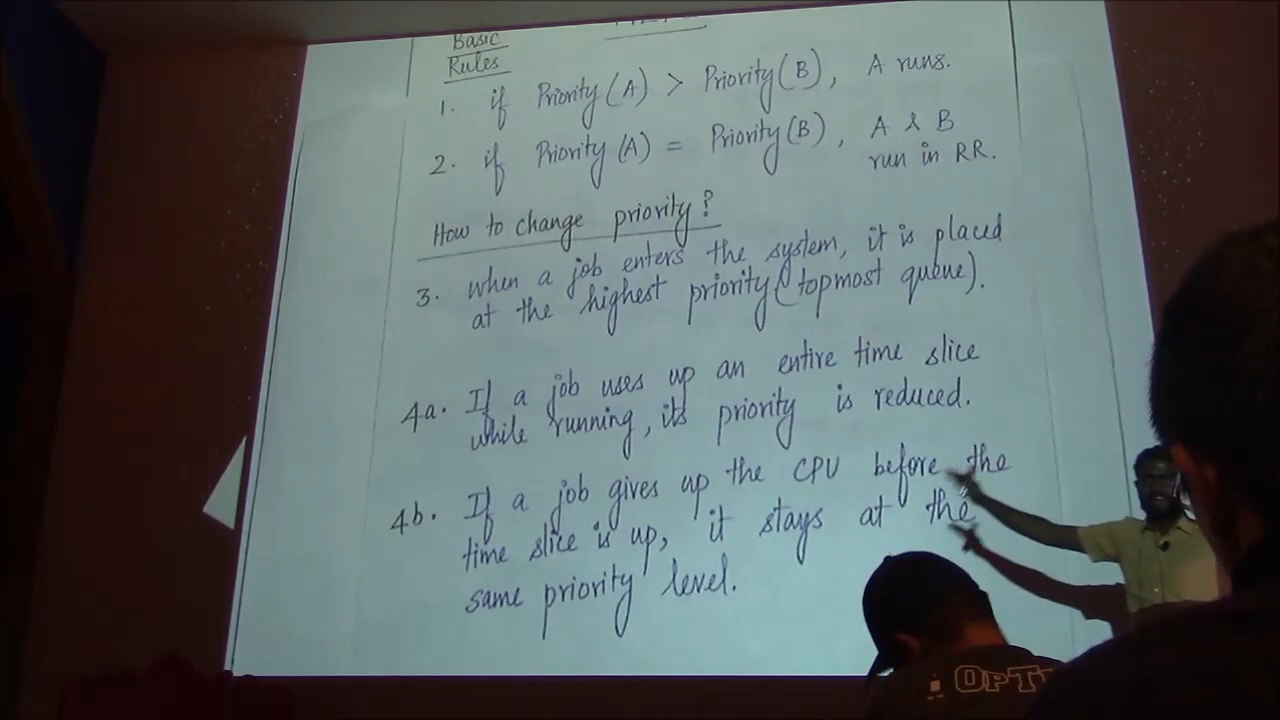 Basic
Rules
1. if Priority(A) > Priority(B), A runs.
2. if Priority(A) = Priority(B), A & B
run in RR.
How to change priority?
3. when a job enters the system, it is placed
at the highest priority (topmost queue).
4a. If a job uses up an entire time slice
while running, its priority is reduced.
4b. If a job gives up the CPU before the
time slice is up, it stays at the
same priority level.